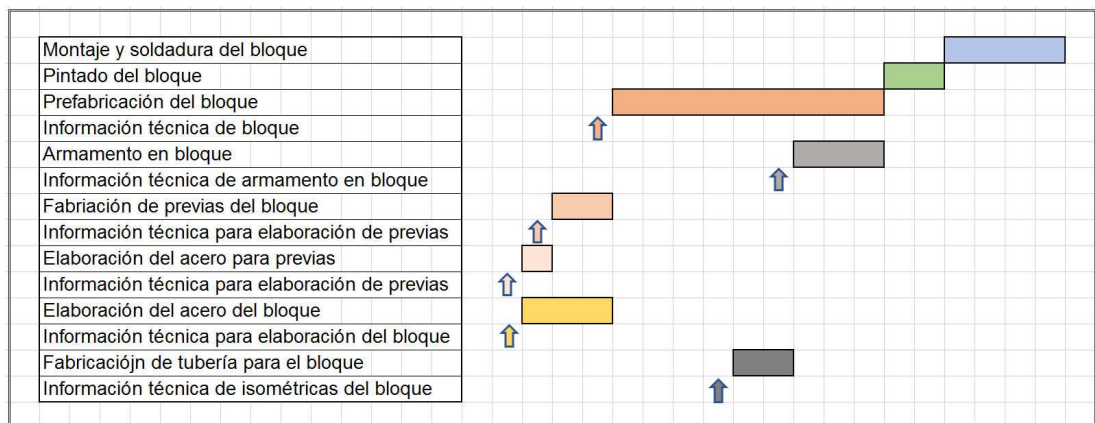 Montaje y soldadura del bloque
Pintado del bloque
Prefabricación del bloque
Información técnica de bloque
Armamento en bloque
Información técnica de armamento en bloque
Fabriación de previas del bloque
Información técnica para elaboración de previas
Elaboración del acero para previas
Información técnica para elaboración de previas
Elaboración del acero del bloque
Información técnica para elaboración del bloque
Fabricaciójn de tubería para el bloque
Información técnica de isométricas del bloque